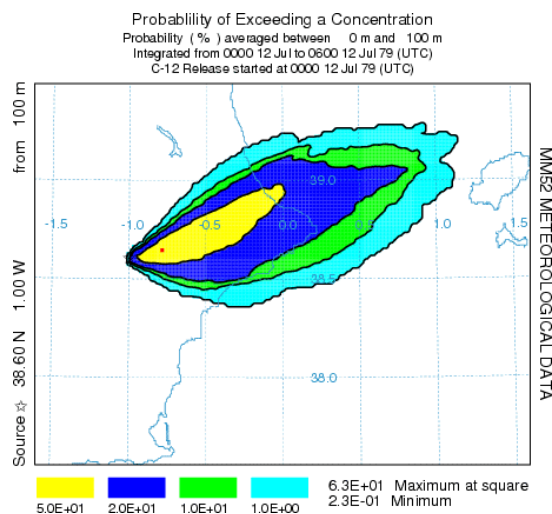 Probablility of Exceeding a Concentration
Probability ( % ) averaged between 0 m and 100 m
Integrated from 0000 12 Jul to 0600 12 Jul 79 (UTC)
C-12 Release started at 0000 12 Jul 79 (UTC)
Source ☆ 38.60 N 1.00 W from 100 m
39.0
-1.5 -1.0 -0.5 0.0 0.5 1.0 1.5
38.5
38.0
MM52 METEOROLOGICAL DATA
5.0E+01 2.0E+01 1.0E+01 1.0E+00
6.3E+01 Maximum at square
2.3E-01 Minimum